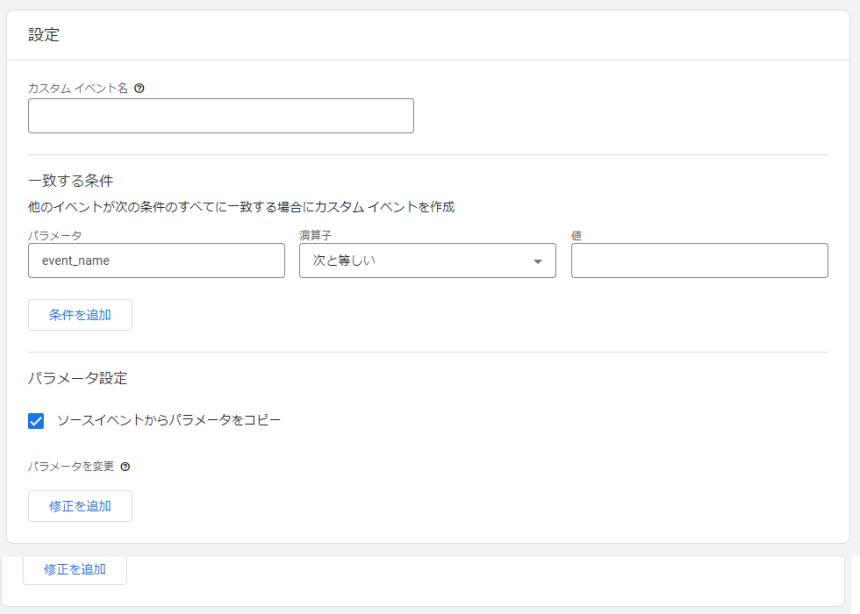 設定
カスタム イベント名
一致する条件
他のイベントが次の条件のすべてに一致する場合にカスタム イベントを作成
パラメータ 演算子 値
event_name 次と等しい
条件を追加
パラメータ設定
ソースイベントからパラメータをコピー
パラメータを変更
修正を追加
修正を追加